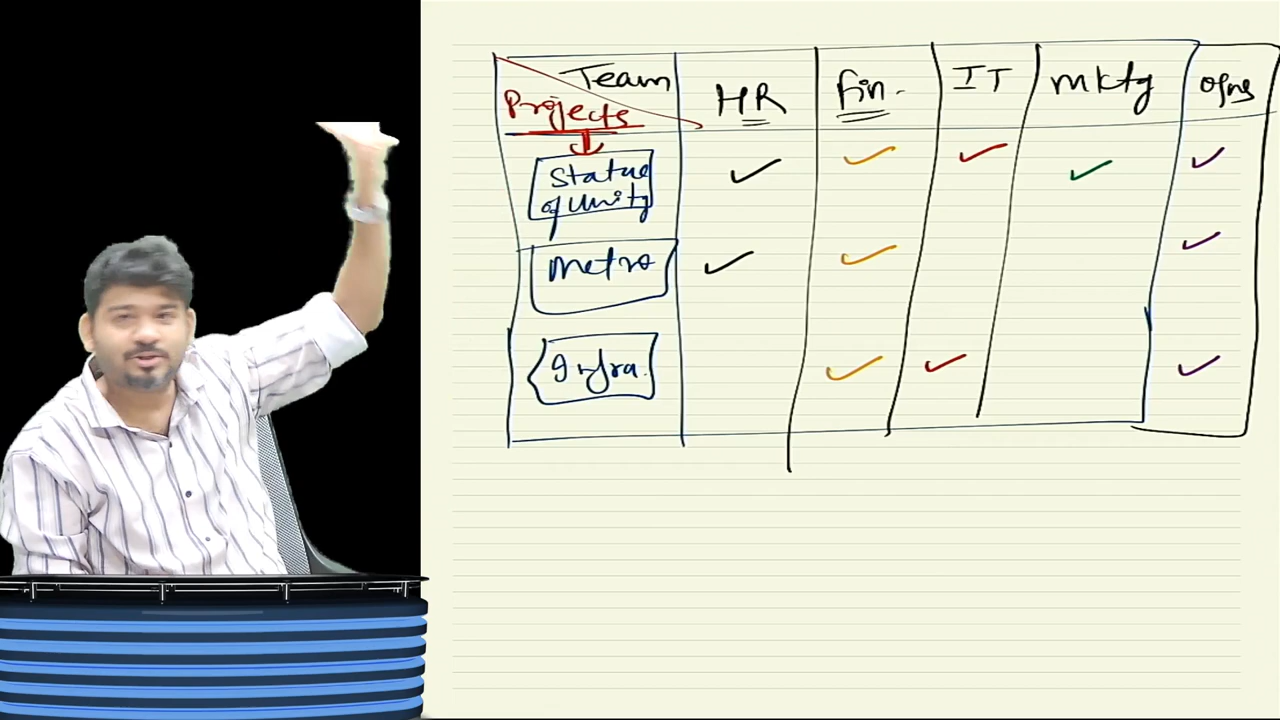 Team
Projects
HR
Fin.
IT
Mktg
Opns
✓ ✓ ✓ ✓ ✓
Statue
of Unity
Metro
✓ ✓ ✓
Infra.
✓ ✓ ✓